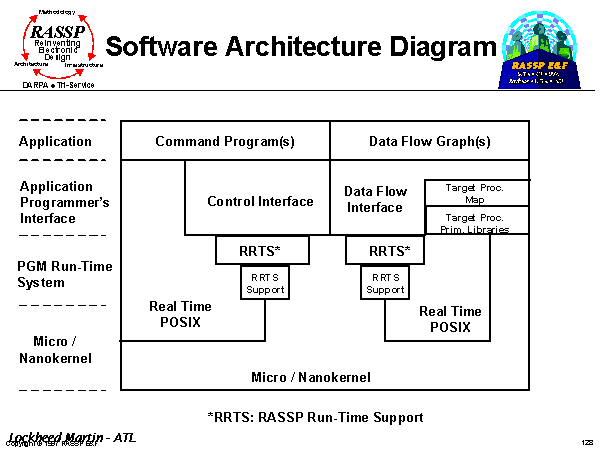 Methodology
RASSP
Reinventing
Electronic
Design
Architecture
Infrastructure
DARPA ● Tri-Service
Software Architecture Diagram
RASSP E&F
Application
Command Program(s)
Data Flow Graph(s)
Application
Programmer's
Interface
Control Interface
Data Flow
Interface
Target Proc.
Map
Target Proc.
Prim. Libraries
PGM Run-Time
System
RRTS*
RRTS
Support
RRTS*
RRTS
Support
Real Time
POSIX
Real Time
POSIX
Micro /
Nanokernel
Micro / Nanokernel
*RRTS: RASSP Run-Time Support
Lockheed Martin - ATL
Copyright © 1997 RASSP E&F
128